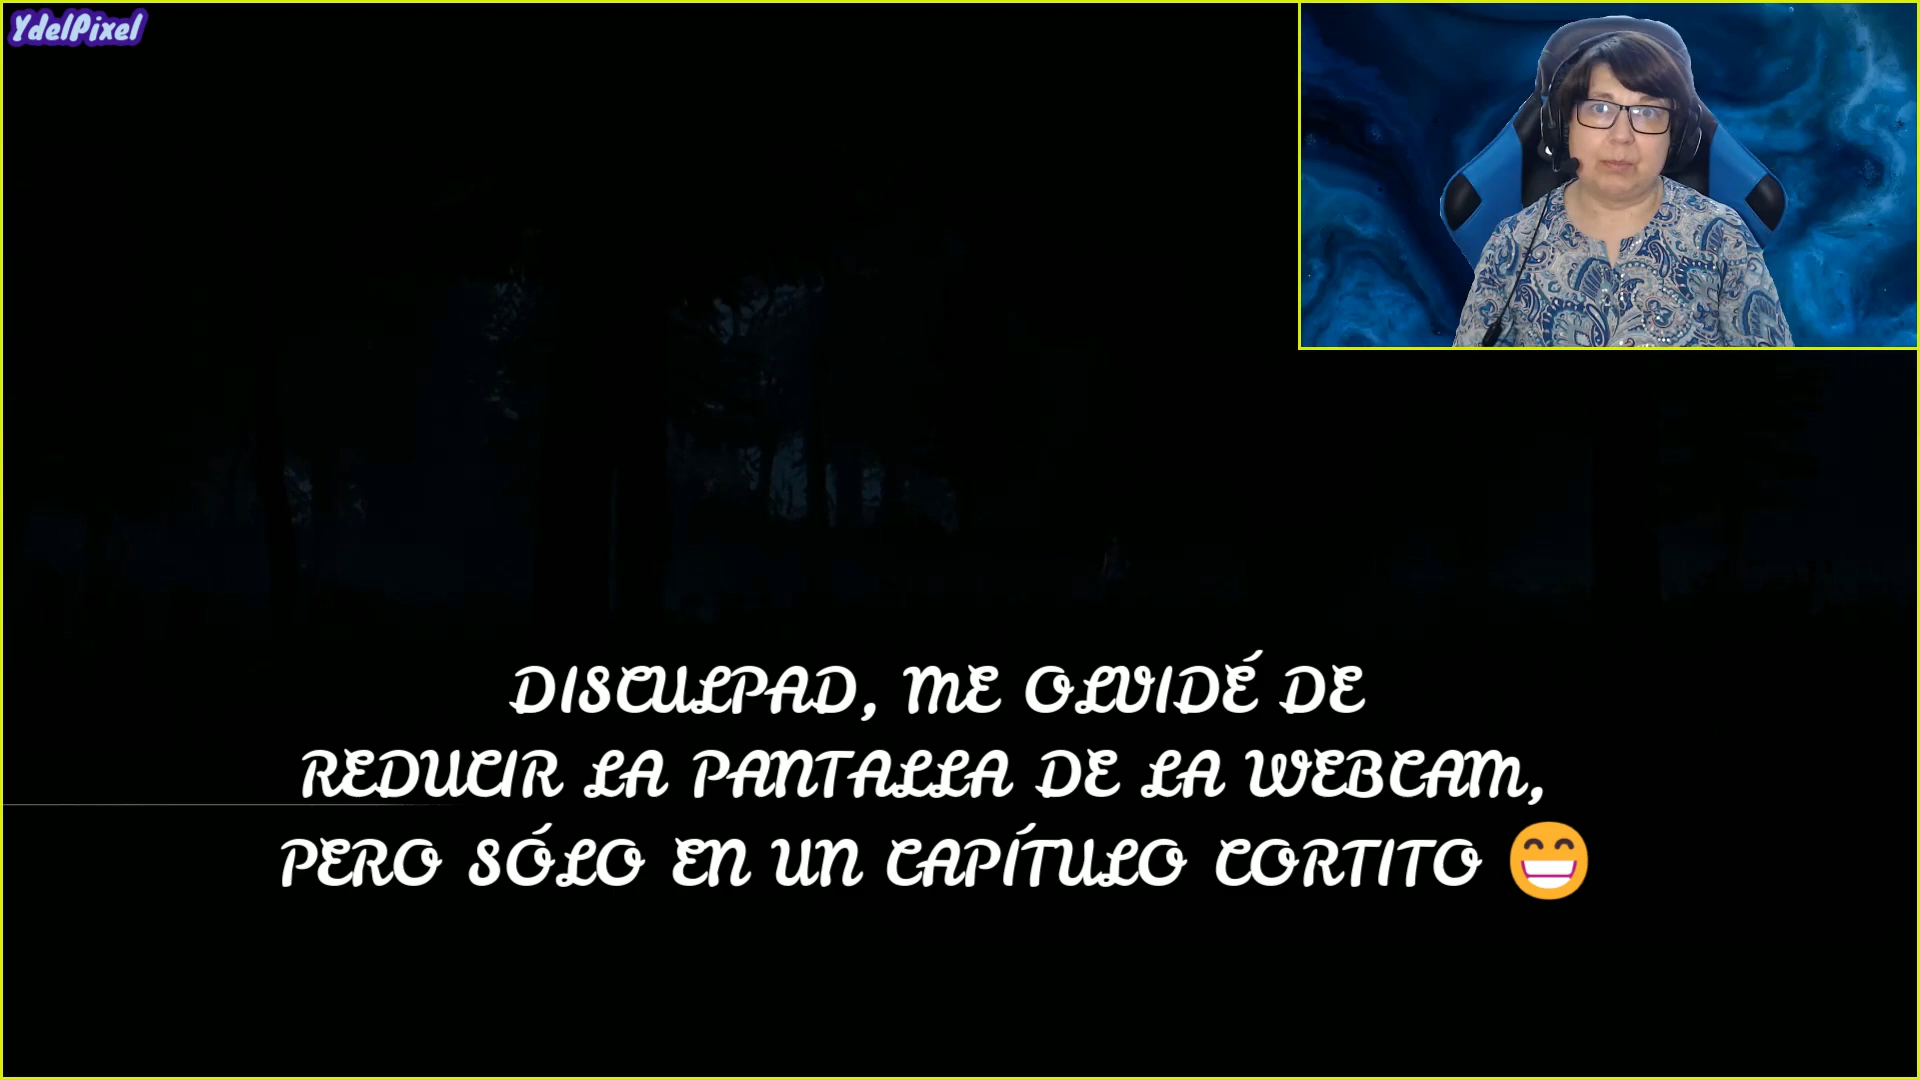 YdelPixel
DISCULPAD, ME OLVIDÉ DE
REDUCIR LA PANTALLA DE LA WEBCAM,
PERO SÓLO EN UN CAPÍTULO CORTITO 😁